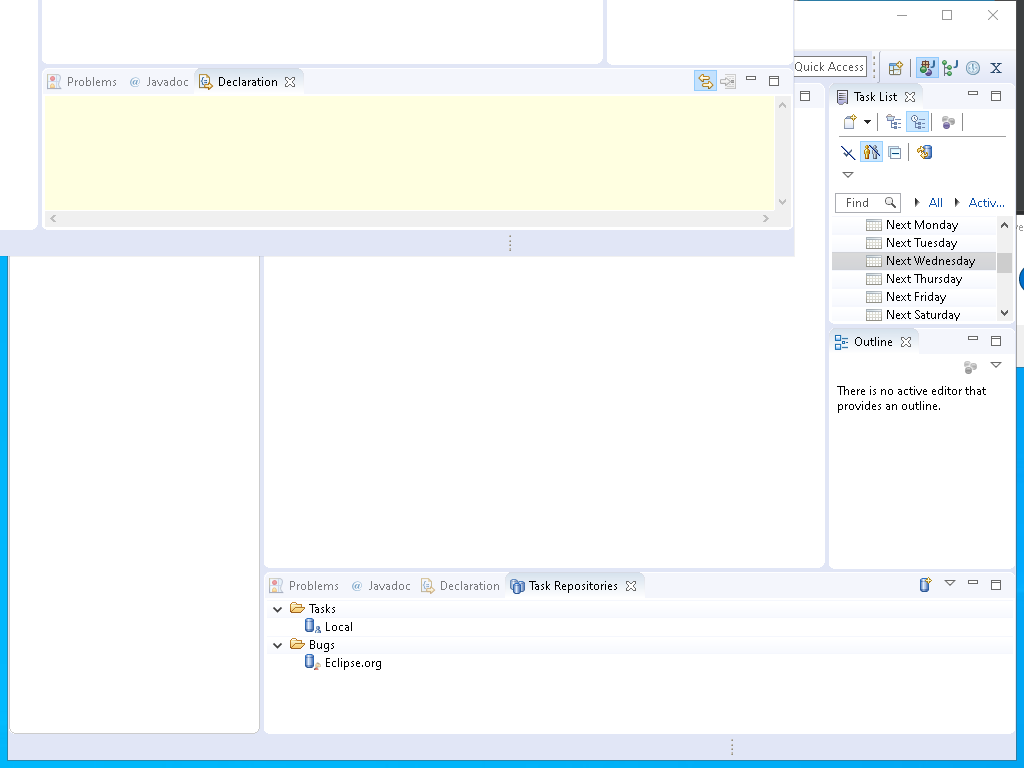 Problems
@ Javadoc
Declaration
Quick Access
Task List
Find
All
Activ...
Next Monday
Next Tuesday
Next Wednesday
Next Thursday
Next Friday
Next Saturday
Outline
There is no active editor that
provides an outline.
Problems
@ Javadoc
Declaration
Task Repositories
Tasks
Local
Bugs
Eclipse.org